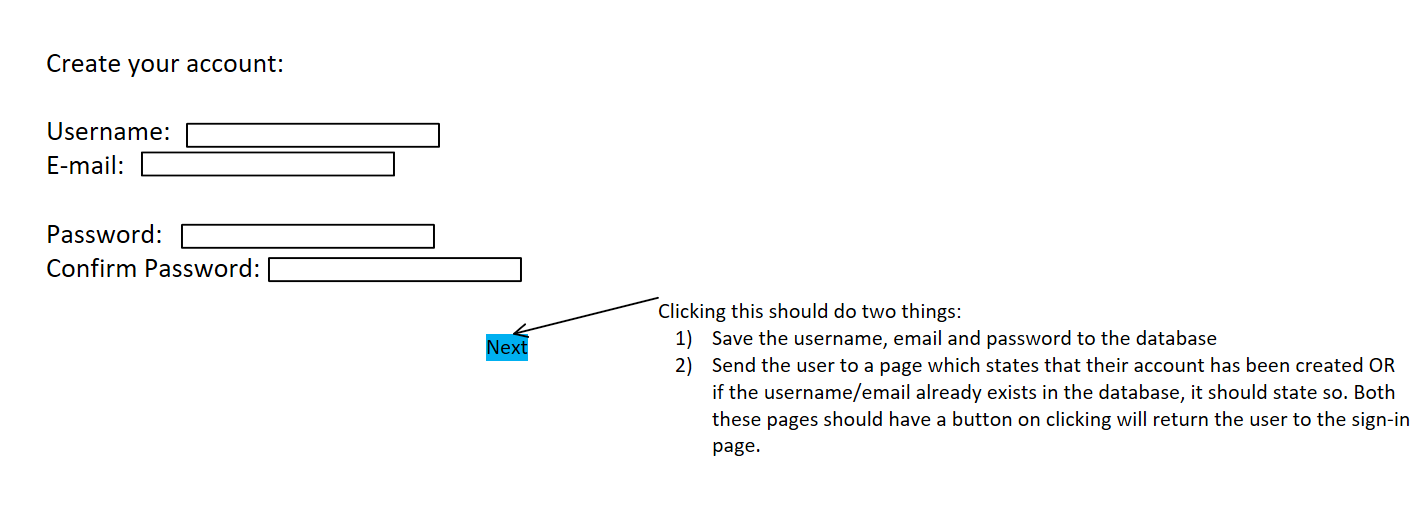 Create your account:
Username:
E-mail:
Password:
Confirm Password:
Next
Clicking this should do two things:
1) Save the username, email and password to the database
2) Send the user to a page which states that their account has been created OR
if the username/email already exists in the database, it should state so. Both
these pages should have a button on clicking will return the user to the sign-in
page.